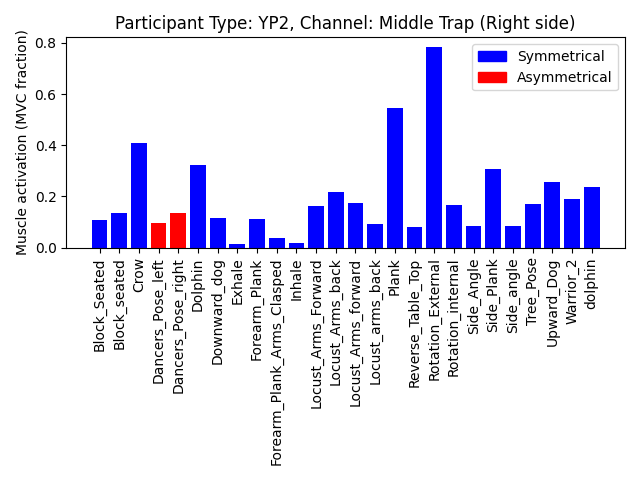 Participant Type: YP2, Channel: Middle Trap (Right side)
Muscle activation (MVC fraction)
0.8
0.6
0.4
0.2
0.0
Symmetrical
Asymmetrical
Block_Seated
Block_seated
Crow
Dancers_Pose_left
Dancers_Pose_right
Dolphin
Downward_dog
Exhale
Forearm_Plank
Forearm_Plank_Arms_Clasped
Inhale
Locust_Arms_Forward
Locust_Arms_back
Locust_Arms_forward
Locust_arms_back
Plank
Reverse_Table_Top
Rotation_External
Rotation_internal
Side_Angle
Side_Plank
Side_angle
Tree_Pose
Upward_Dog
Warrior_2
dolphin